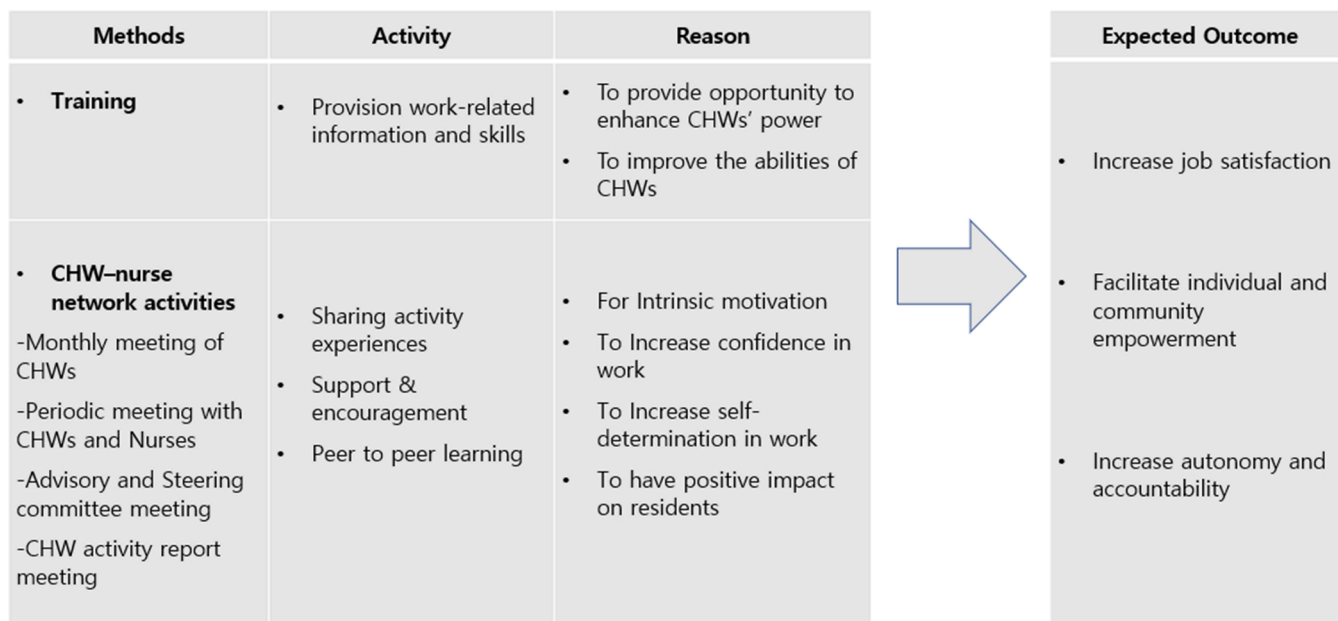 Methods
Activity
Reason
Expected Outcome
• Training
• Provision work-related
information and skills
• To provide opportunity to
enhance CHWs' power
• To improve the abilities of
CHWs
• CHW–nurse
network activities
-Monthly meeting of
CHWs
-Periodic meeting with
CHWs and Nurses
-Advisory and Steering
committee meeting
-CHW activity report
meeting
• Sharing activity
experiences
• Support &
encouragement
• Peer to peer learning
• For Intrinsic motivation
• To Increase confidence in
work
• To Increase self-
determination in work
• To have positive impact
on residents
• Increase job satisfaction
• Facilitate individual and
community
empowerment
• Increase autonomy and
accountability